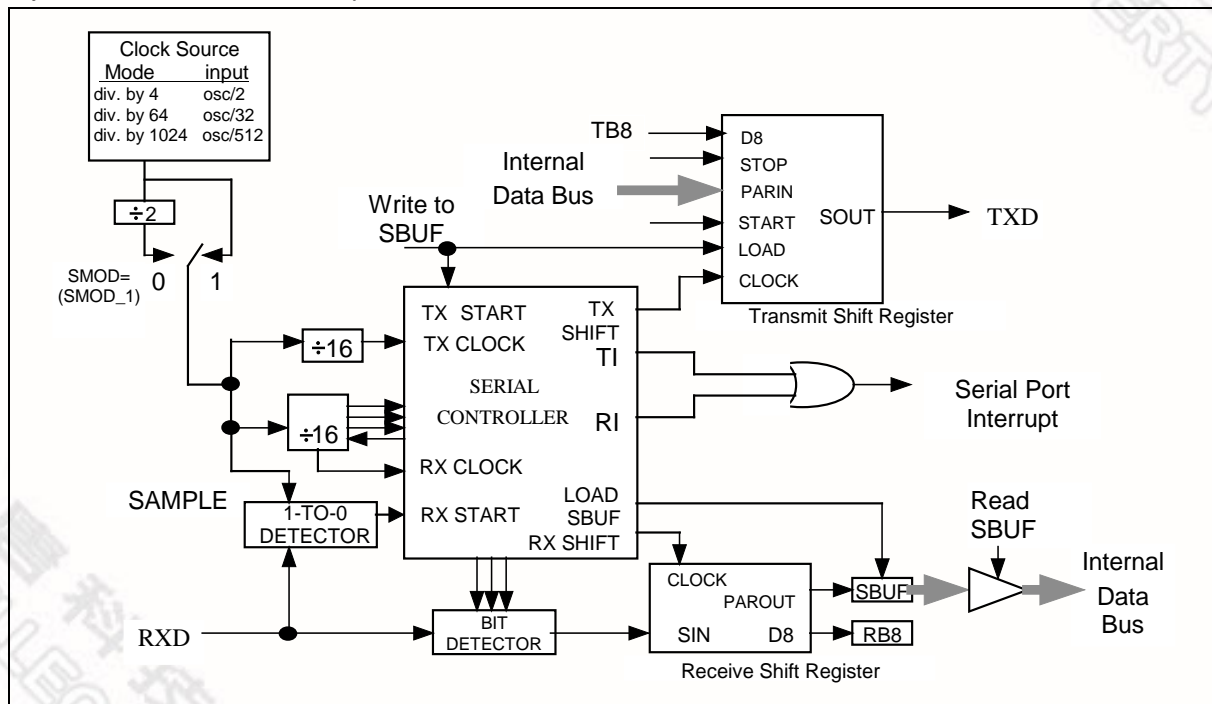 Clock Source
Mode input
div. by 4 osc/2
div. by 64 osc/32
div. by 1024 osc/512
÷2
SMOD=
(SMOD_1)
0
1
TB8
Internal
Data Bus
Write to
SBUF
D8
STOP
PARIN
START
LOAD
CLOCK
SOUT
TXD
Transmit Shift Register
÷16
÷16
TX START
TX CLOCK
SERIAL
CONTROLLER
RX CLOCK
RX START
TX
SHIFT
TI
RI
LOAD
SBUF
RX SHIFT
Serial Port
Interrupt
SAMPLE
1-TO-0
DETECTOR
RXD
BIT
DETECTOR
CLOCK
PAROUT
SIN
D8
Receive Shift Register
SBUF
RB8
Read
SBUF
Internal
Data
Bus